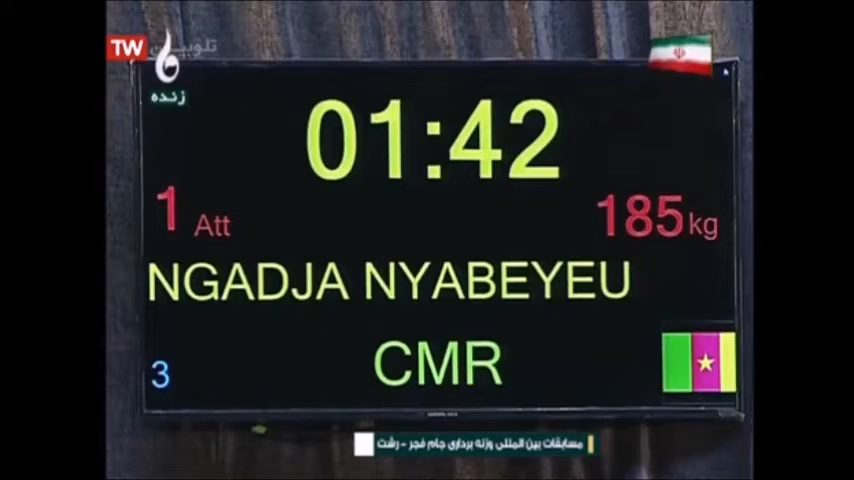 TW تلوبیون
زنده
01:42
1 Att 185kg
NGADJA NYABEYEU
3 CMR
مسابقات بین المللی وزنه برداری جام فجر - رشت